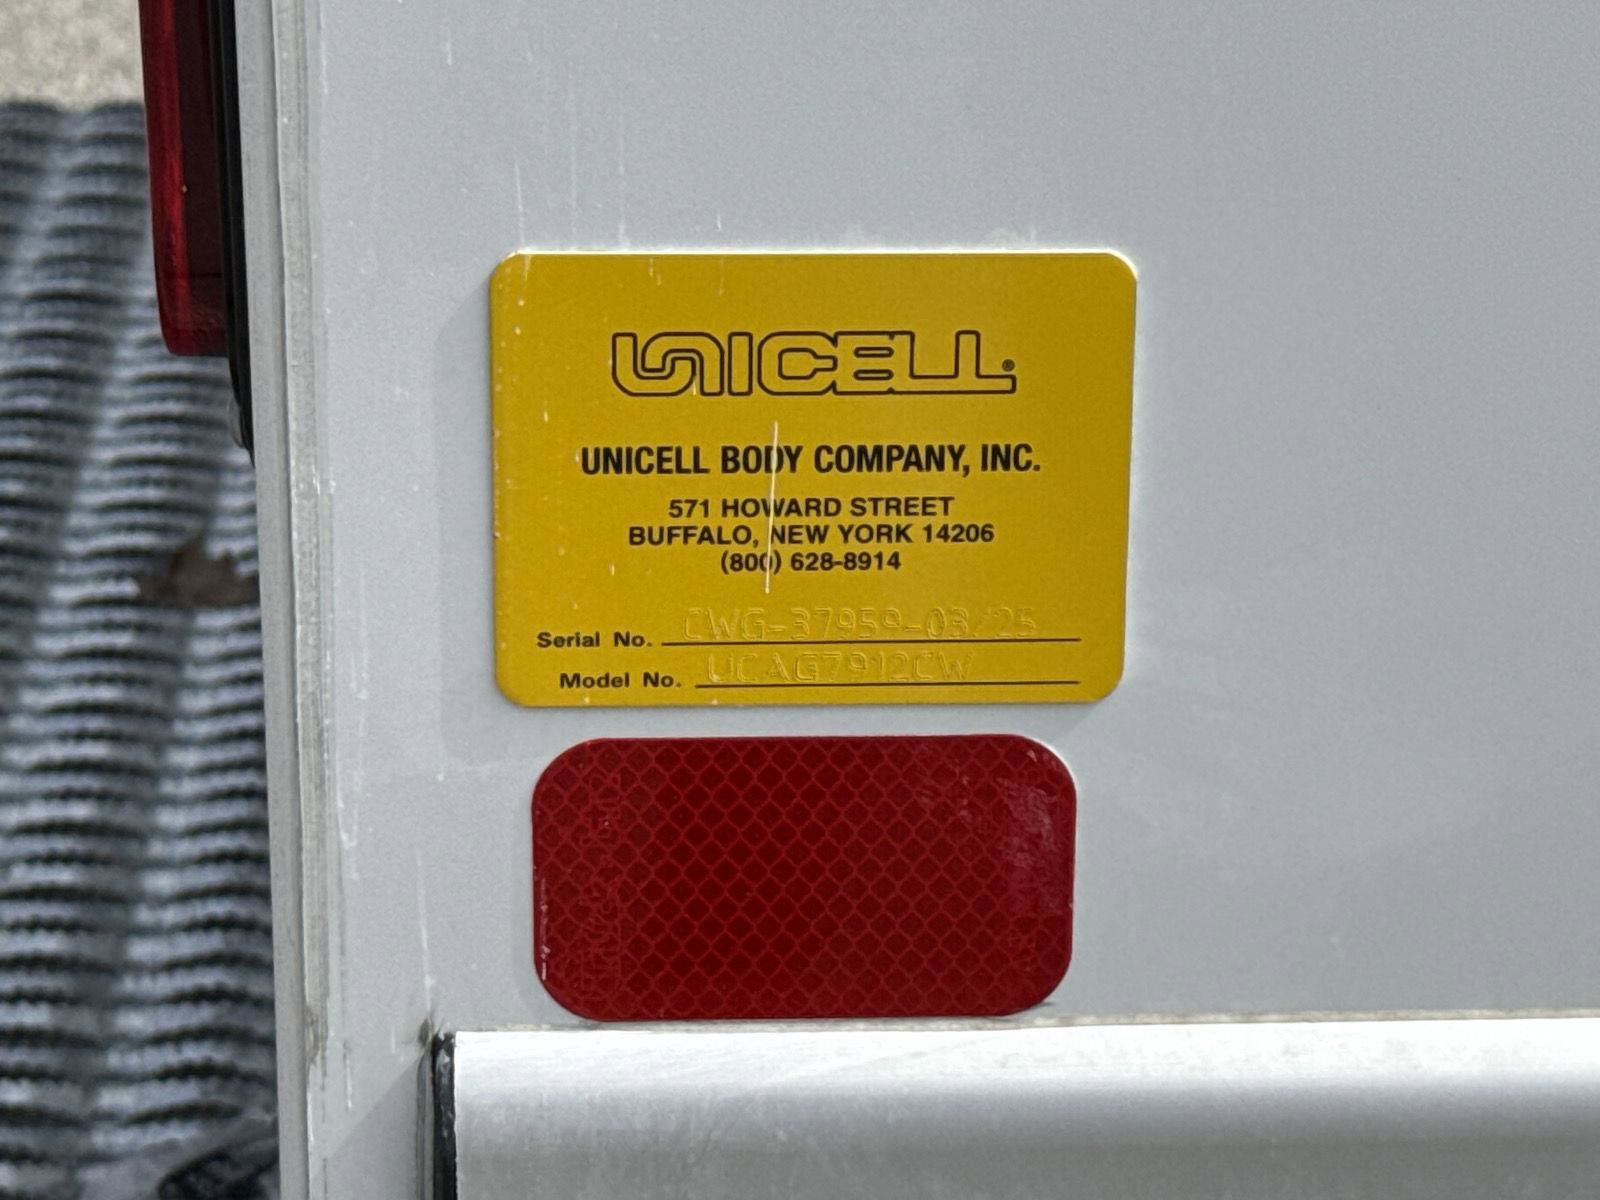 UNICELL®
UNICELL BODY COMPANY, INC.
571 HOWARD STREET
BUFFALO, NEW YORK 14206
(800) 628-8914
Serial No. CWG-37959-03/25
Model No. UCAG7912CW